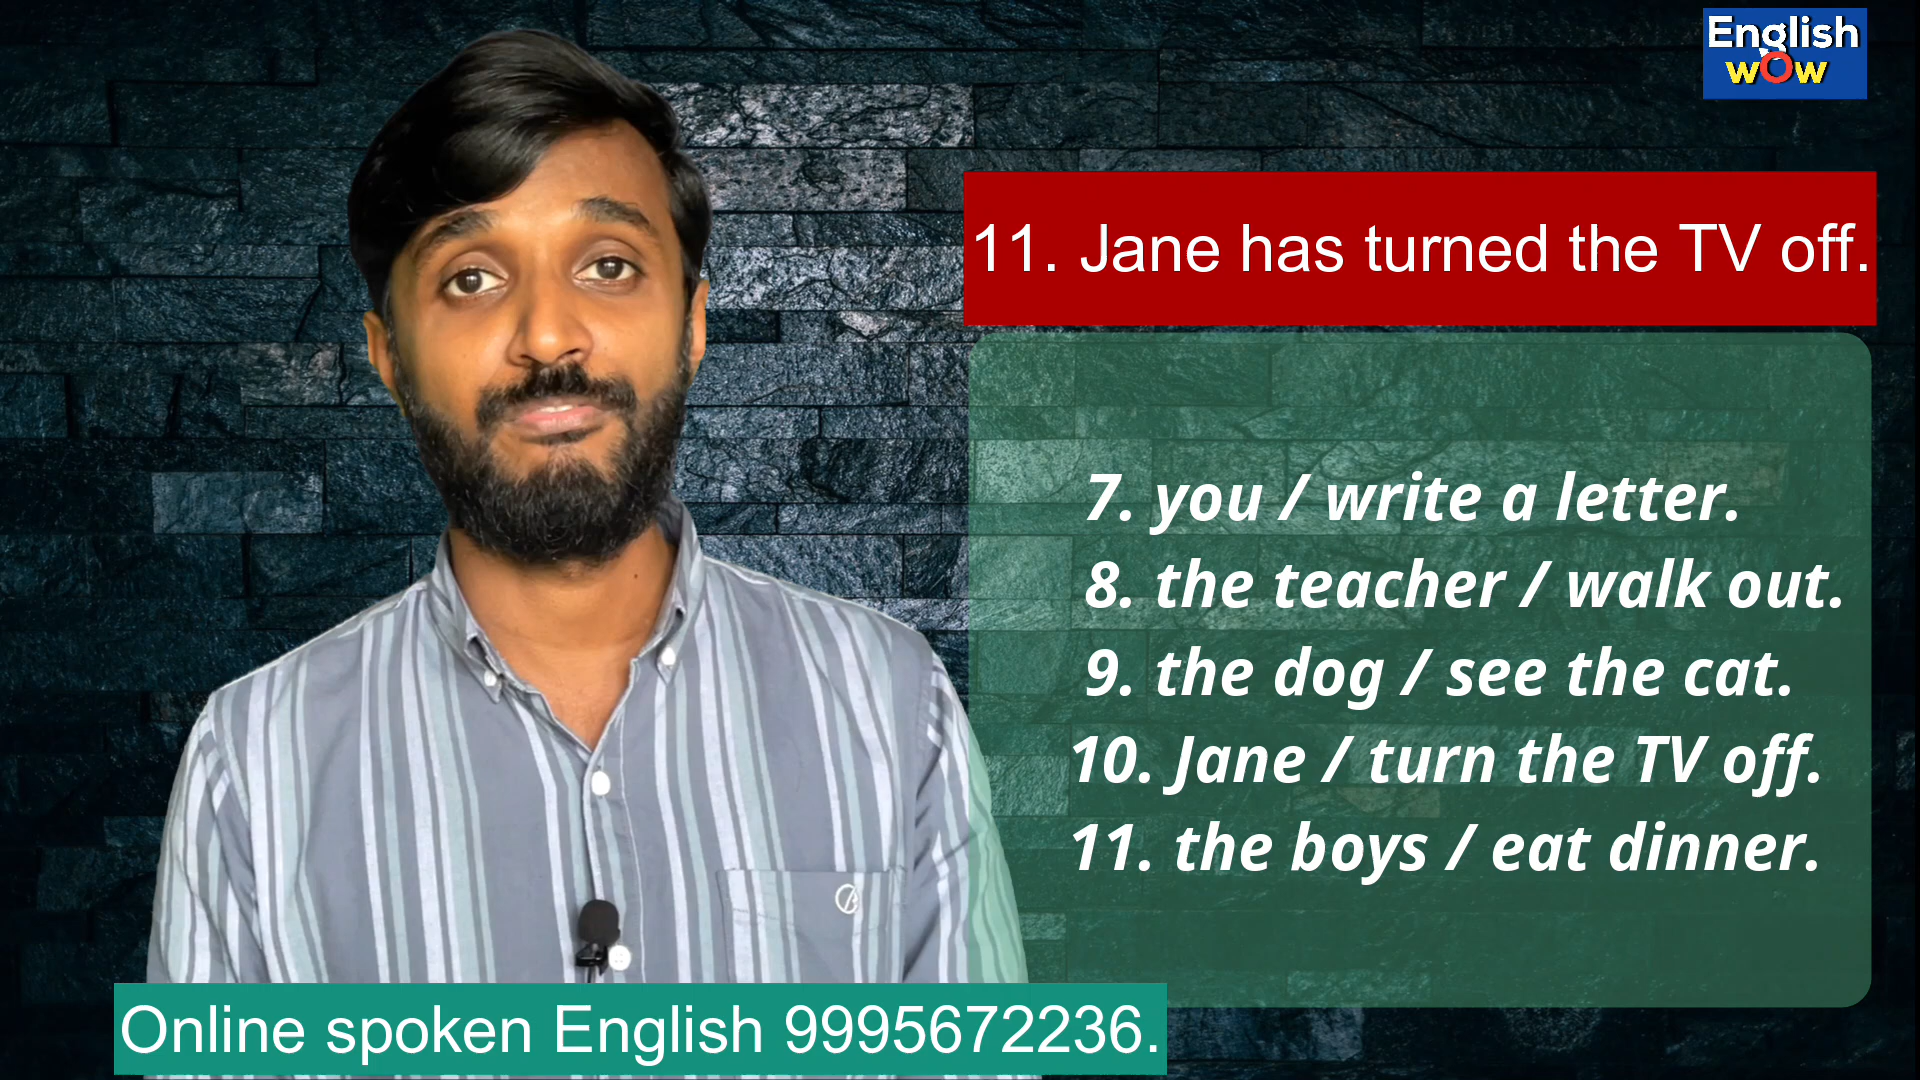 English
wOw
11. Jane has turned the TV off.
7. you / write a letter.
8. the teacher / walk out.
9. the dog / see the cat.
10. Jane / turn the TV off.
11. the boys / eat dinner.
Online spoken English 9995672236.